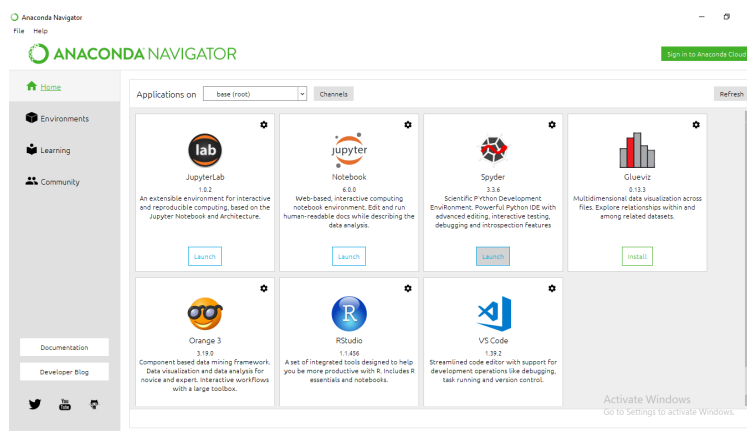 Anaconda Navigator
File Help
ANACONDA NAVIGATOR
Sign in to Anaconda Cloud
Home
Environments
Learning
Community
Documentation
Developer Blog
You
Tube
Applications on base (root) Channels Refresh
lab
JupyterLab
1.0.2
An extensible environment for interactive
and reproducible computing, based on the
Jupyter Notebook and Architecture.
Launch
jupyter
Notebook
6.0.0
Web-based, interactive computing
notebook environment. Edit and run
human-readable docs while describing the
data analysis.
Launch
Spyder
3.3.6
Scientific PYthon Development
EnviRonment. Powerful Python IDE with
advanced editing, interactive testing,
debugging and introspection features
Launch
Glueviz
0.13.3
Multidimensional data visualization across
files. Explore relationships within and
among related datasets.
Install
Orange 3
3.19.0
Component based data mining framework.
Data visualization and data analysis for
novice and expert. Interactive workflows
with a large toolbox.
R
RStudio
1.1.456
A set of integrated tools designed to help
you be more productive with R. Includes R
essentials and notebooks.
VS Code
1.39.2
Streamlined code editor with support for
development operations like debugging,
task running and version control.
Activate Windows
Go to Settings to activate Windows.